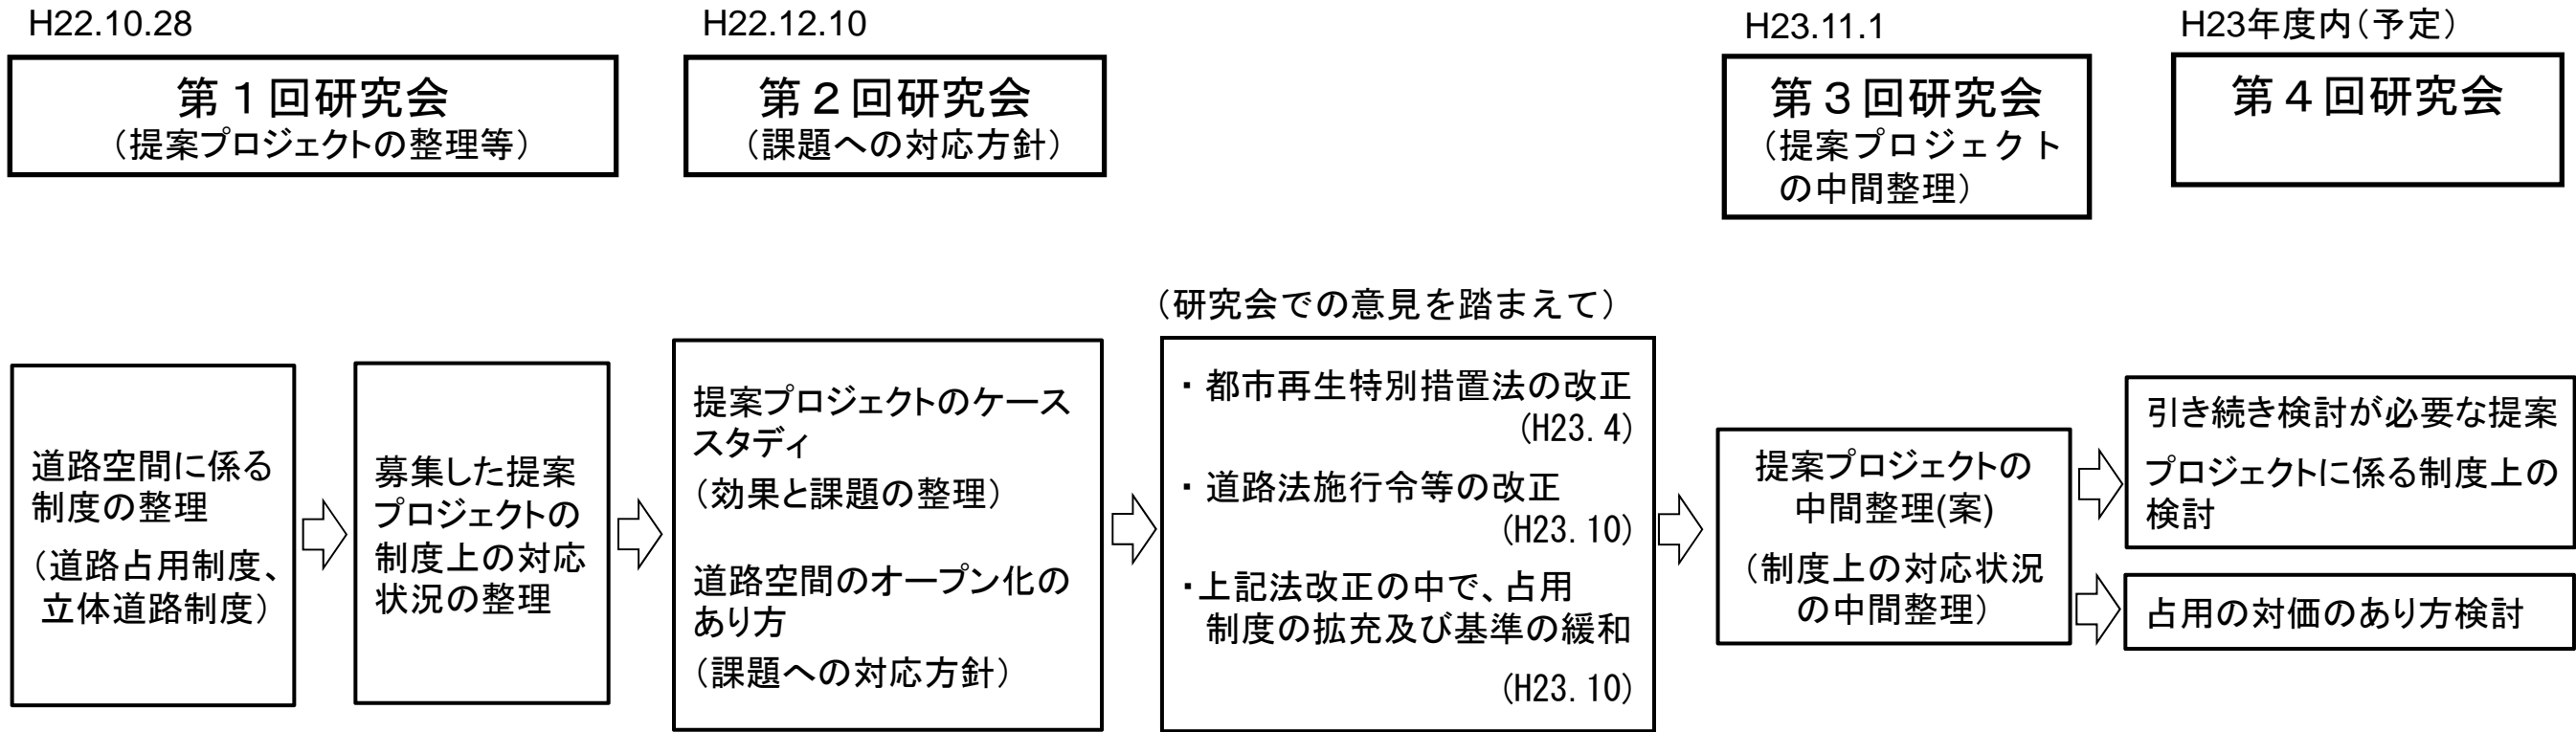 H22.10.28
第1回研究会
（提案プロジェクトの整理等）
H22.12.10
第２回研究会
（課題への対応方針）
H23.11.1
第３回研究会
（提案プロジェクト
の中間整理）
H23年度内（予定）
第４回研究会
道路空間に係る
制度の整理
（道路占用制度、
立体道路制度）
募集した提案
プロジェクトの
制度上の対応
状況の整理
提案プロジェクトのケース
スタディ
（効果と課題の整理）
道路空間のオープン化の
あり方
（課題への対応方針）
（研究会での意見を踏まえて）
・都市再生特別措置法の改正
(H23.4)
・道路法施行令等の改正
(H23.10)
・上記法改正の中で、占用
制度の拡充及び基準の緩和
(H23.10)
提案プロジェクトの
中間整理(案)
（制度上の対応状況
の中間整理）
引き続き検討が必要な提案
プロジェクトに係る制度上の
検討
占用の対価のあり方検討